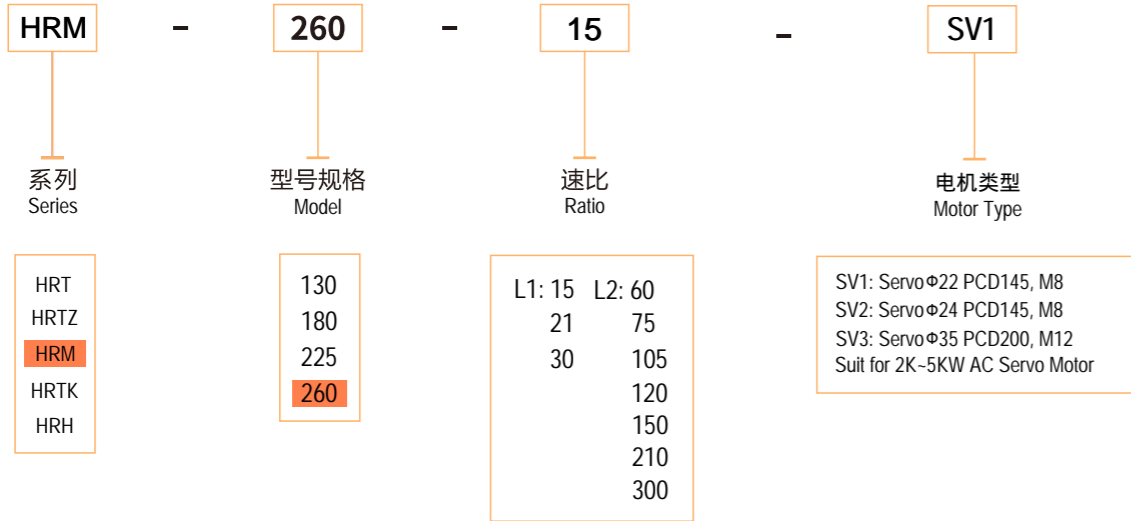 HRM - 260 - 15 - SV1
系列
Series
型号规格
Model
速比
Ratio
电机类型
Motor Type
HRT
HRTZ
HRM
HRTK
HRH
130
180
225
260
L1: 15 L2: 60
21 75
30 105
120
150
210
300
SV1: ServoΦ22 PCD145, M8
SV2: ServoΦ24 PCD145, M8
SV3: ServoΦ35 PCD200, M12
Suit for 2K~5KW AC Servo Motor